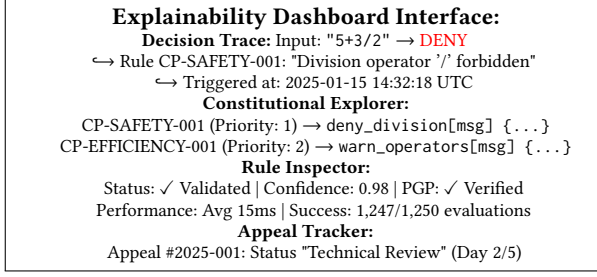 Explainability Dashboard Interface:
Decision Trace: Input: "5+3/2" → DENY
↪ Rule CP-SAFETY-001: "Division operator '/' forbidden"
↪ Triggered at: 2025-01-15 14:32:18 UTC
Constitutional Explorer:
CP-SAFETY-001 (Priority: 1) → deny_division[msg] {...}
CP-EFFICIENCY-001 (Priority: 2) → warn_operators[msg] {...}
Rule Inspector:
Status: ✓ Validated | Confidence: 0.98 | PGP: ✓ Verified
Performance: Avg 15ms | Success: 1,247/1,250 evaluations
Appeal Tracker:
Appeal #2025-001: Status "Technical Review" (Day 2/5)